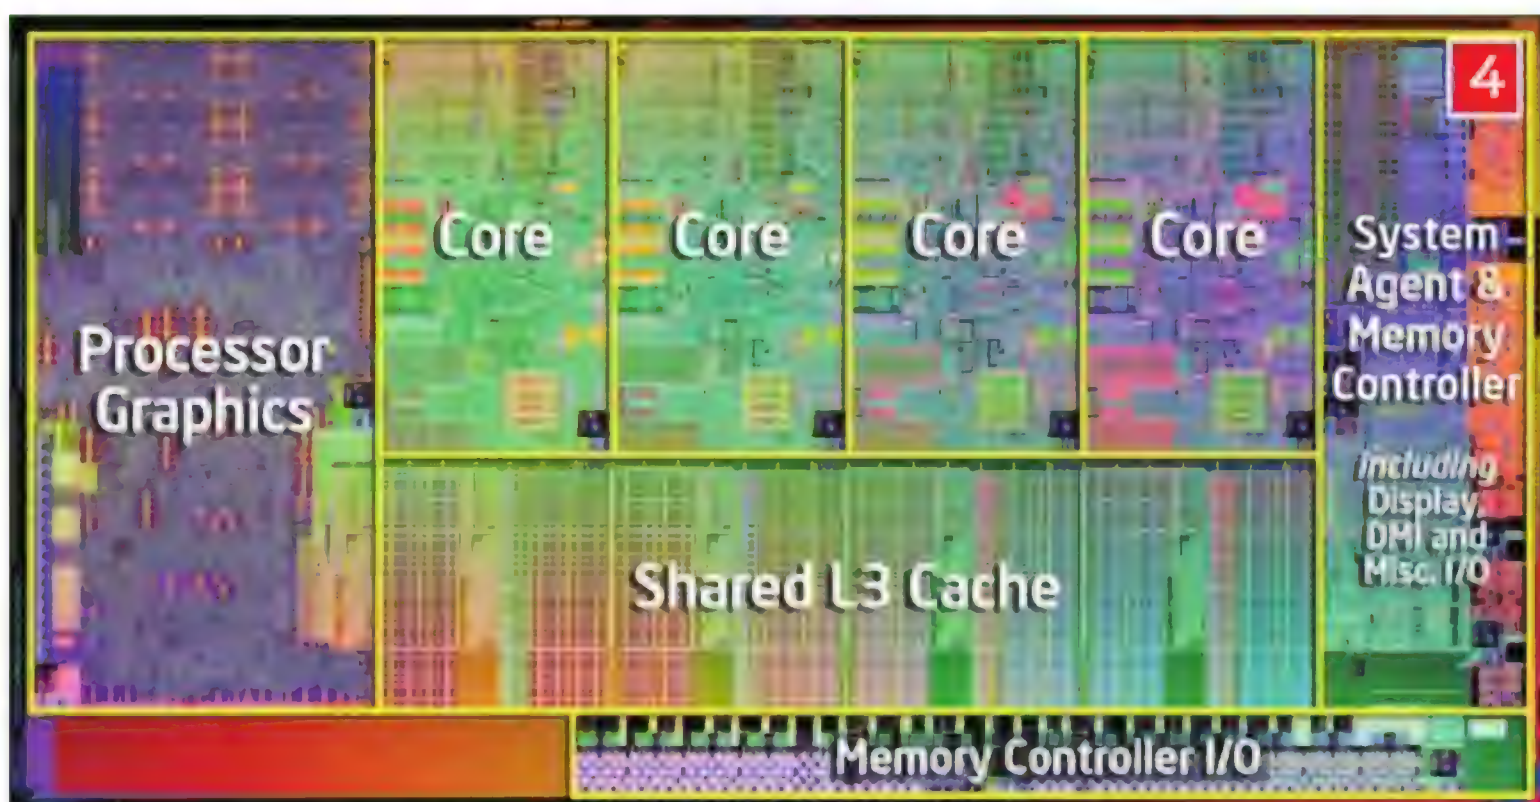 4
Core
Core
Core
Core
System
Agent &
Memory
Controller
Processor
Graphics
including
Display,
DMI and
Misc. I/O
Shared L3 Cache
Memory Controller I/O